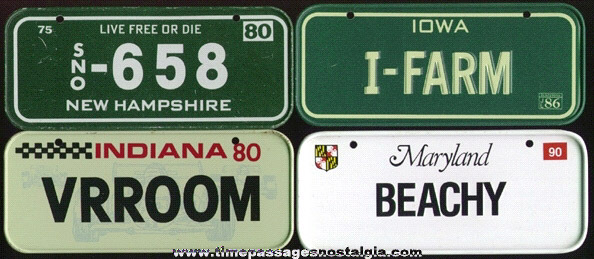 75 LIVE FREE OR DIE 80
SNO -658
NEW HAMPSHIRE
IOWA
I-FARM
'86
INDIANA 80
VRROOM
Maryland 90
BEACHY
www.timepassagesnostalgia.com